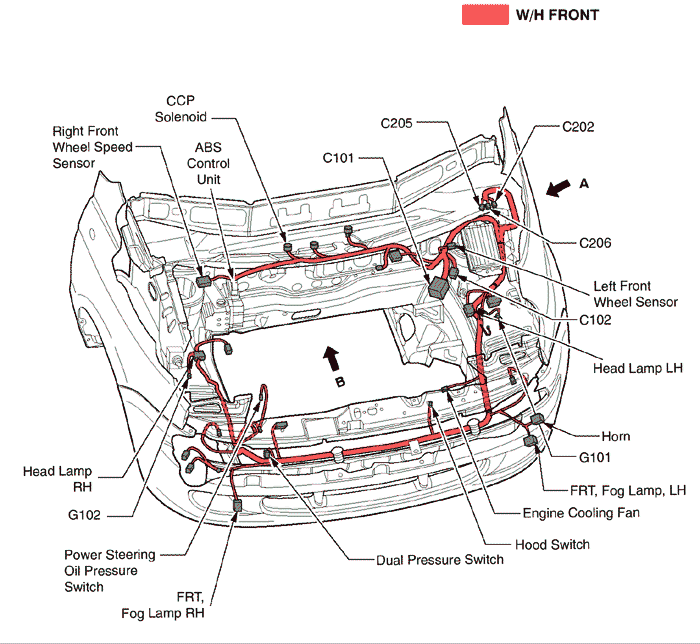 W/H FRONT
CCP
Solenoid
Right Front
Wheel Speed
Sensor
ABS
Control
Unit
C101
C205
C202
A
C206
Left Front
Wheel Sensor
C102
Head Lamp LH
B
Horn
G101
FRT, Fog Lamp, LH
Engine Cooling Fan
Hood Switch
Dual Pressure Switch
Head Lamp
RH
G102
Power Steering
Oil Pressure
Switch
FRT,
Fog Lamp RH